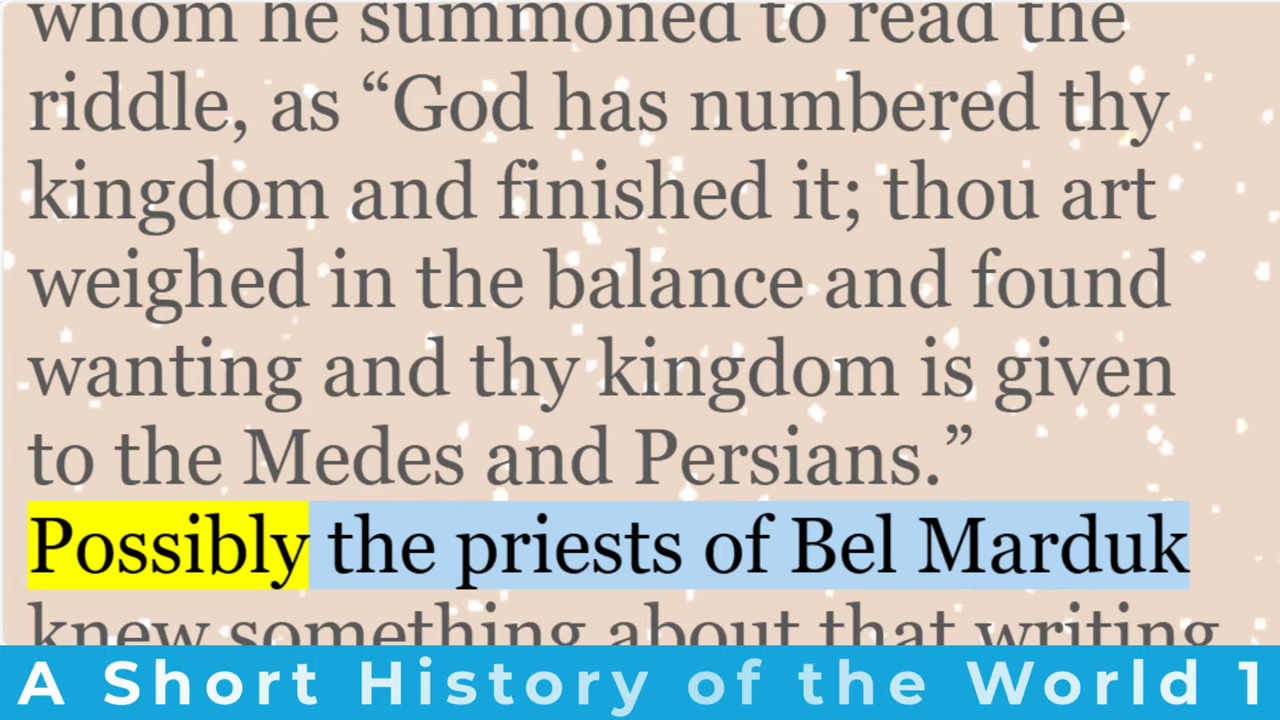 whom he summoned to read the
riddle, as “God has numbered thy
kingdom and finished it; thou art
weighed in the balance and found
wanting and thy kingdom is given
to the Medes and Persians.”
Possibly the priests of Bel Marduk
knew something about that writing
A Short History of the World 1